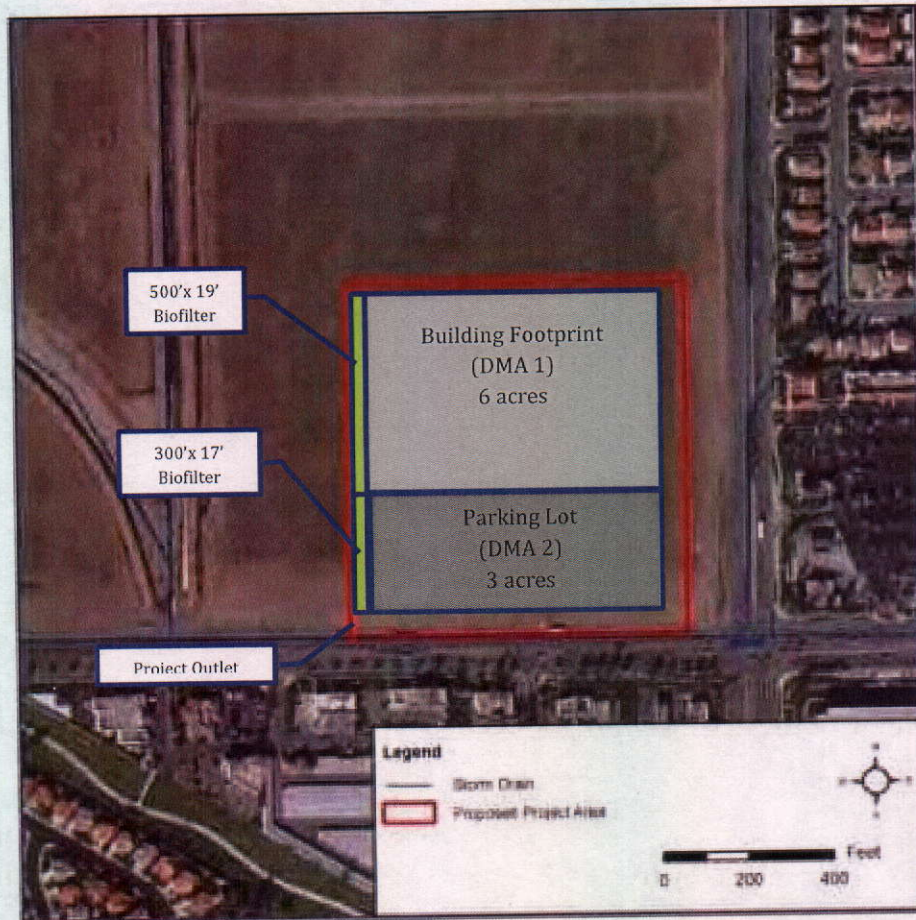 500'x 19'
Biofilter
Building Footprint
(DMA 1)
6 acres
300'x 17'
Biofilter
Parking Lot
(DMA 2)
3 acres
Project Outlet
Legend
Storm Drain
Proposed Project Area
Feet
0 200 400